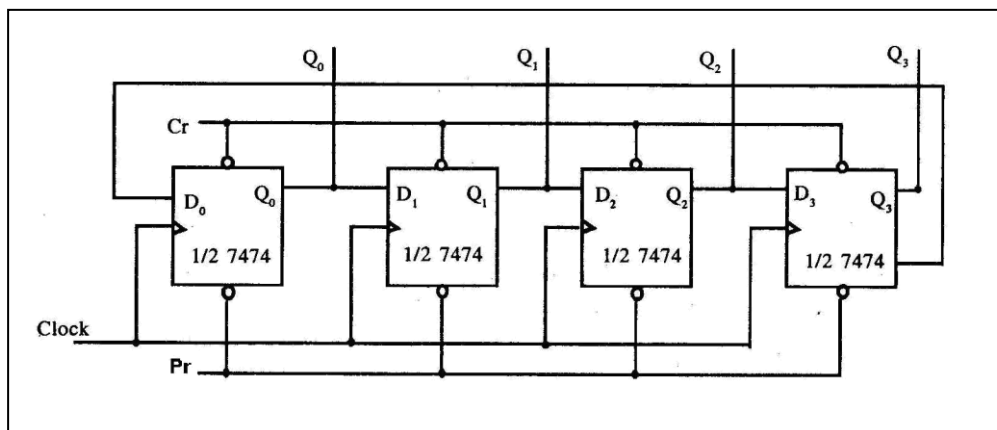 Q₀ Q₁ Q₂ Q₃
Cr
D₀ Q₀ D₁ Q₁ D₂ Q₂ D₃ Q₃
1/2 7474 1/2 7474 1/2 7474 1/2 7474
Clock
Pr